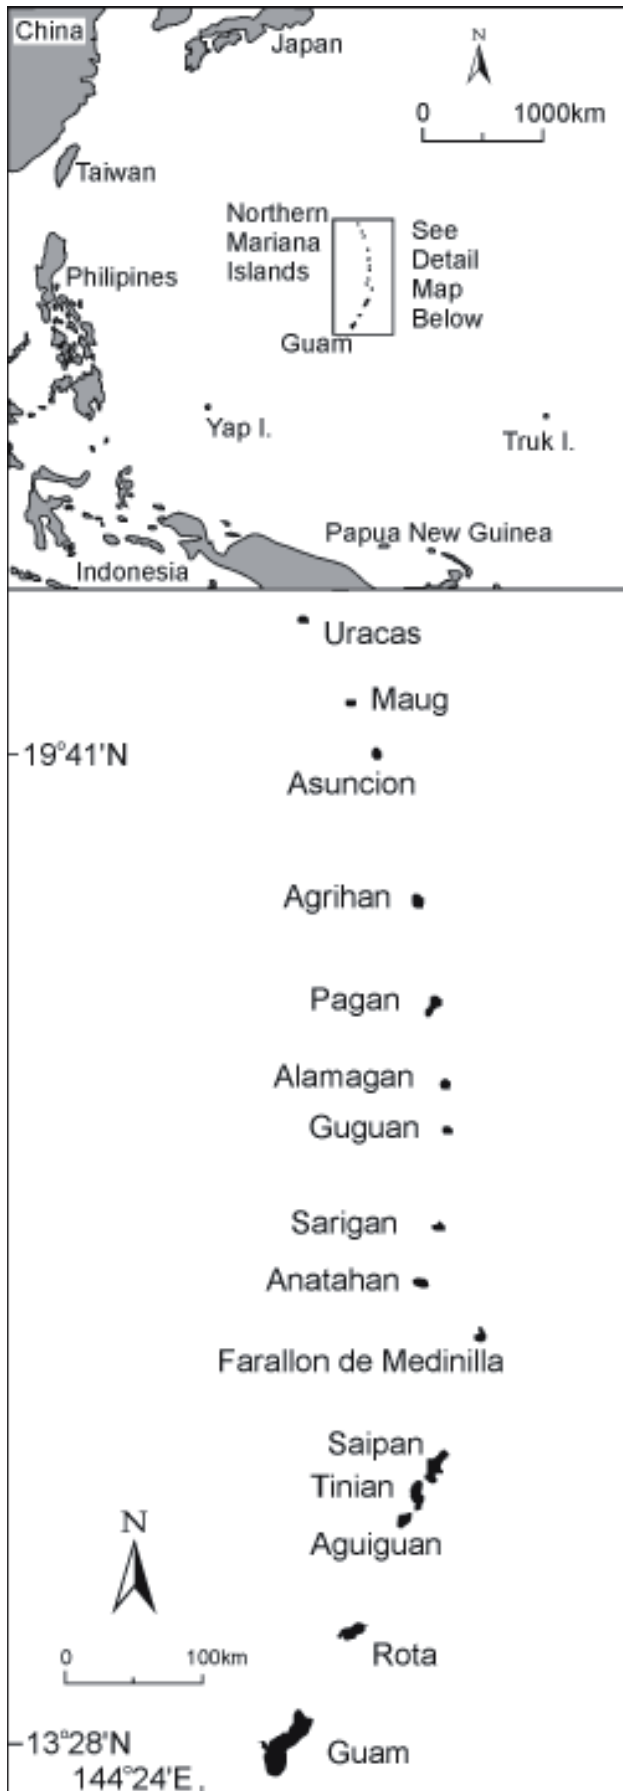 China
Japan
N
0 1000km
Taiwan
Northern
Mariana
Islands
See
Detail
Map
Below
Philipines
Guam
Yap I.
Truk I.
Papua New Guinea
Indonesia
Uracas
Maug
19°41'N
Asuncion
Agrihan
Pagan
Alamagan
Guguan
Sarigan
Anatahan
Farallon de Medinilla
Saipan
Tinian
Aguiguan
N
0 100km
Rota
13°28'N
Guam
144°24'E